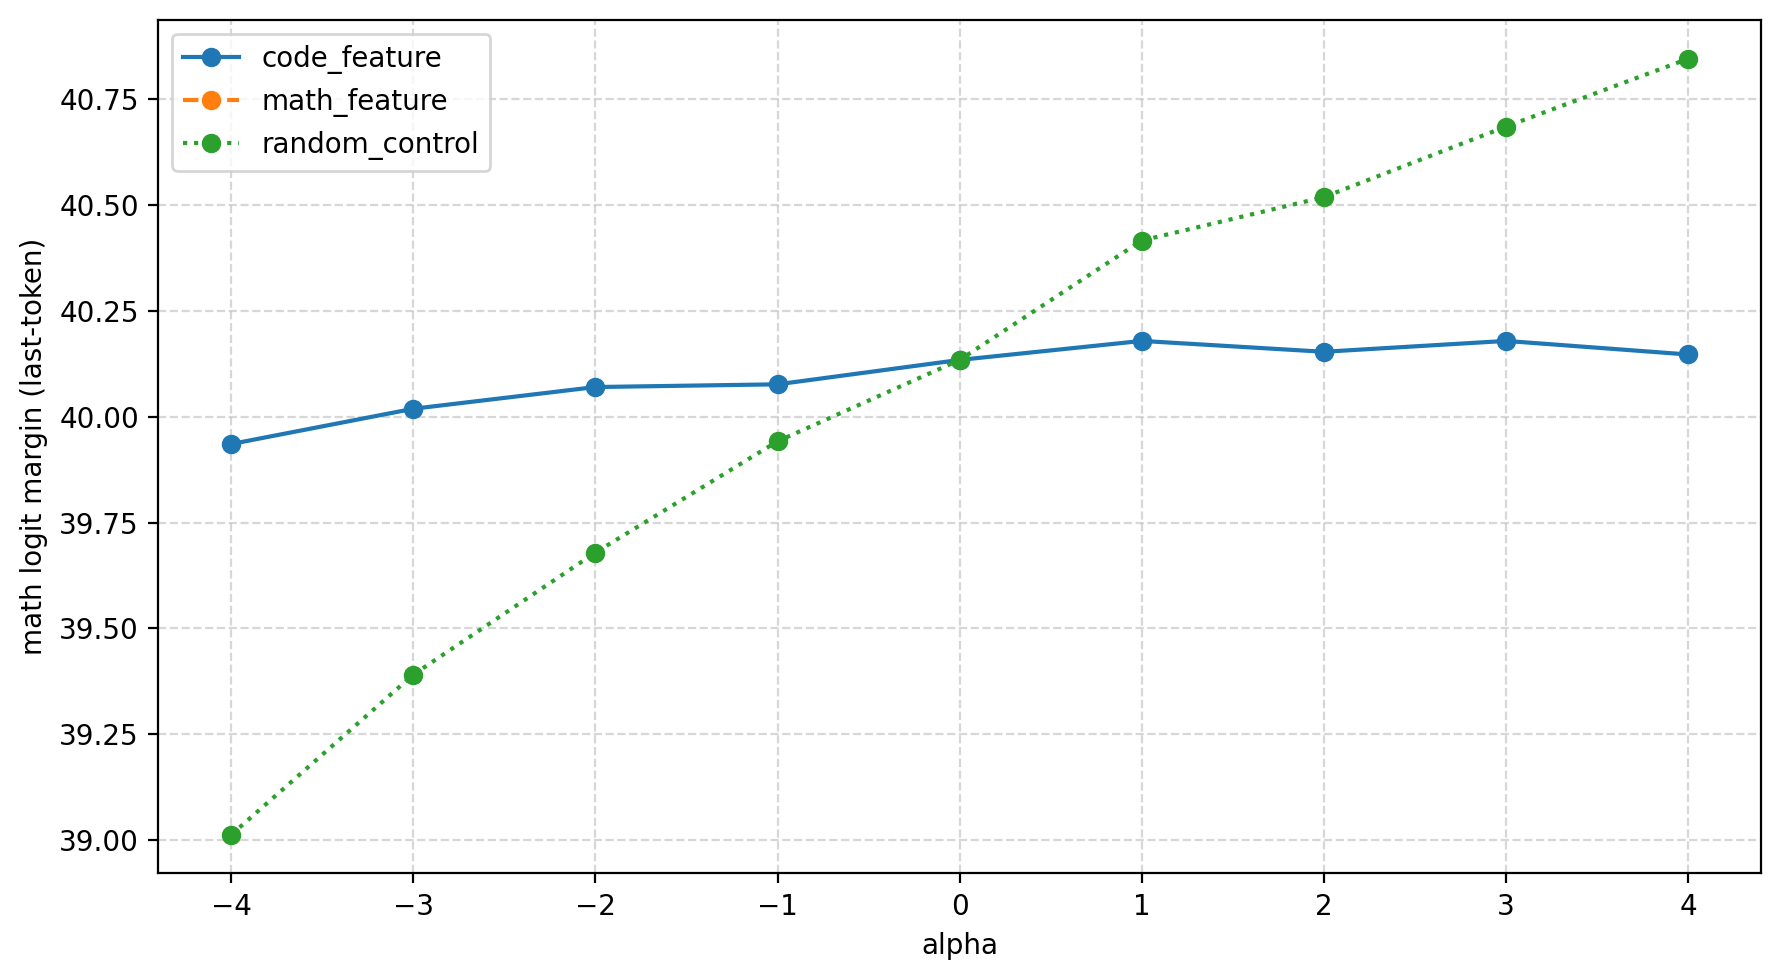 code_feature
math_feature
random_control
40.75
40.50
40.25
40.00
39.75
39.50
39.25
39.00
math logit margin (last-token)
−4 −3 −2 −1 0 1 2 3 4
alpha